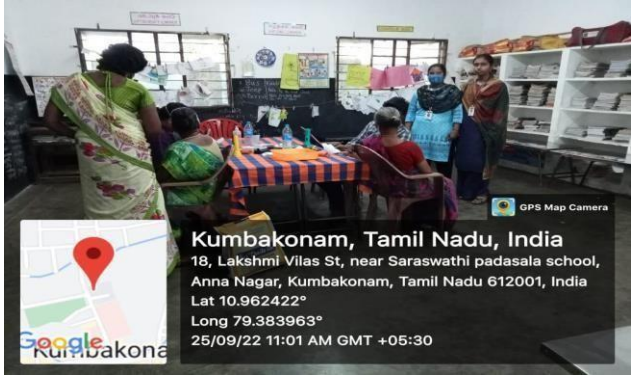 GPS Map Camera
Kumbakonam, Tamil Nadu, India
18, Lakshmi Vilas St, near Saraswathi padasala school,
Anna Nagar, Kumbakonam, Tamil Nadu 612001, India
Lat 10.962422°
Long 79.383963°
25/09/22 11:01 AM GMT +05:30
Google
Kumbakona